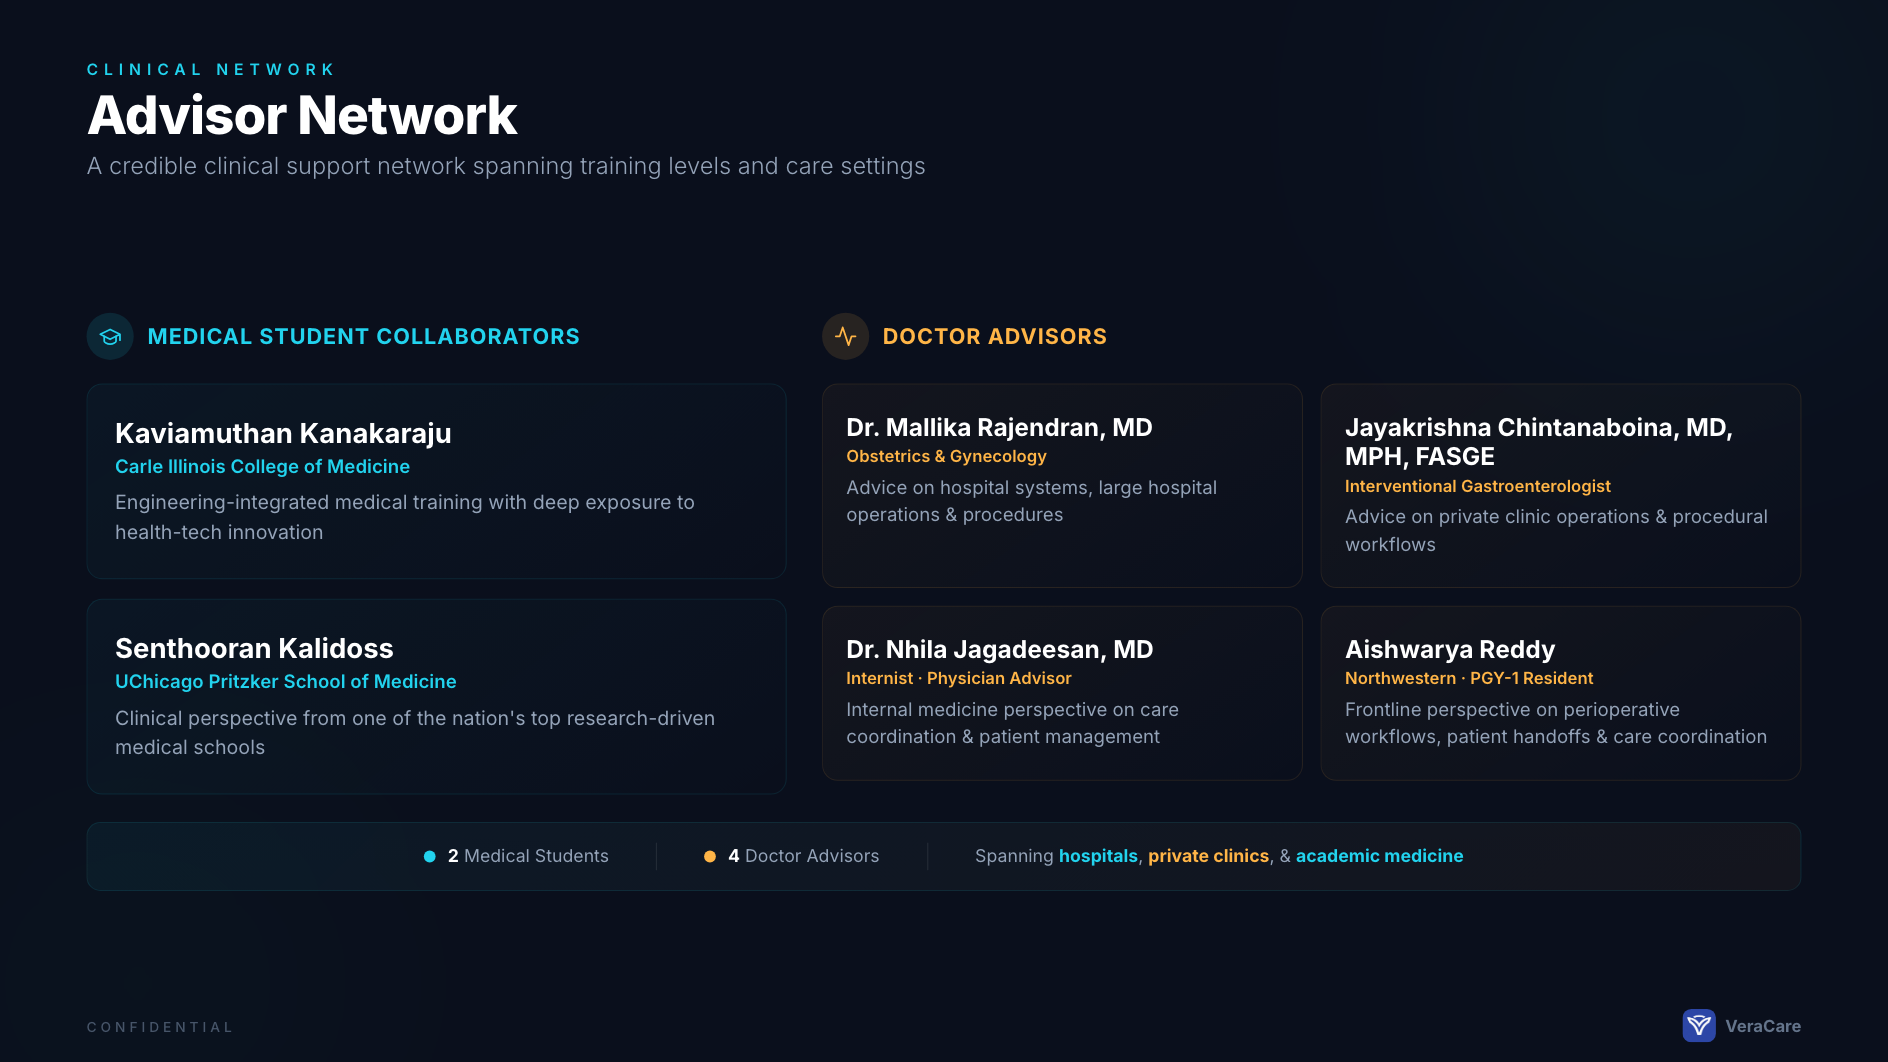 CLINICAL NETWORK
Advisor Network
A credible clinical support network spanning training levels and care settings
MEDICAL STUDENT COLLABORATORS
Kaviamuthan Kanakaraju
Carle Illinois College of Medicine
Engineering-integrated medical training with deep exposure to
health-tech innovation
Senthooran Kalidoss
UChicago Pritzker School of Medicine
Clinical perspective from one of the nation's top research-driven
medical schools
DOCTOR ADVISORS
Dr. Mallika Rajendran, MD
Obstetrics & Gynecology
Advice on hospital systems, large hospital
operations & procedures
Jayakrishna Chintanaboina, MD,
MPH, FASGE
Interventional Gastroenterologist
Advice on private clinic operations & procedural
workflows
Dr. Nhila Jagadeesan, MD
Internist · Physician Advisor
Internal medicine perspective on care
coordination & patient management
Aishwarya Reddy
Northwestern · PGY-1 Resident
Frontline perspective on perioperative
workflows, patient handoffs & care coordination
2 Medical Students
4 Doctor Advisors
Spanning hospitals, private clinics, & academic medicine
CONFIDENTIAL
VeraCare